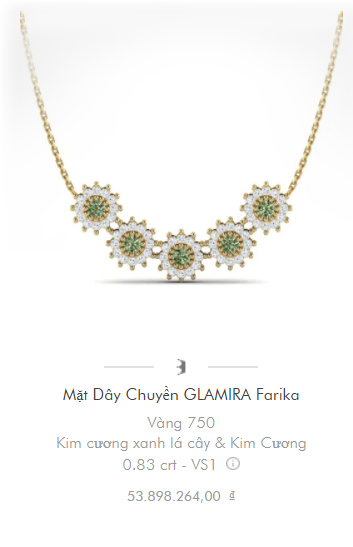 Mặt Dây Chuyền GLAMIRA Farika
Vàng 750
Kim cương xanh lá cây & Kim Cương
0.83 crt - VS1
53.898.264,00 ₫